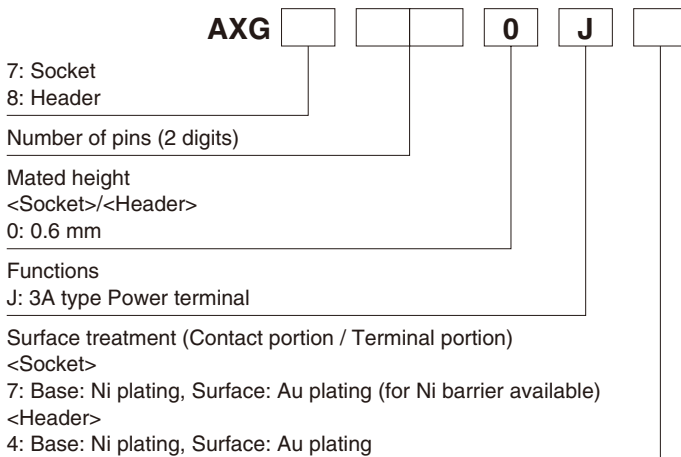 AXG 0 J
7: Socket
8: Header
Number of pins (2 digits)
Mated height
<Socket>/<Header>
0: 0.6 mm
Functions
J: 3A type Power terminal
Surface treatment (Contact portion / Terminal portion)
<Socket>
7: Base: Ni plating, Surface: Au plating (for Ni barrier available)
<Header>
4: Base: Ni plating, Surface: Au plating